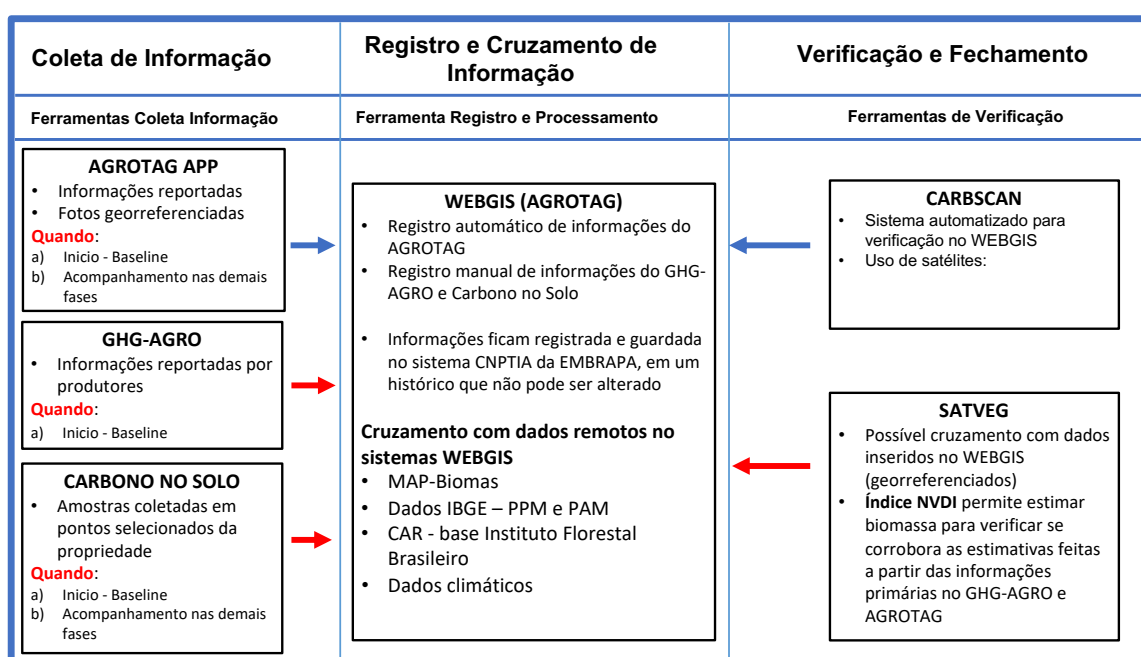 Coleta de Informação
Registro e Cruzamento de
Informação
Verificação e Fechamento
Ferramentas Coleta Informação
Ferramenta Registro e Processamento
Ferramentas de Verificação
AGROTAG APP
• Informações reportadas
• Fotos georreferenciadas
Quando:
a) Inicio - Baseline
b) Acompanhamento nas demais
fases
GHG-AGRO
• Informações reportadas por
produtores
Quando:
a) Inicio - Baseline
CARBONO NO SOLO
• Amostras coletadas em
pontos selecionados da
propriedade
Quando:
a) Inicio - Baseline
b) Acompanhamento nas demais
fases
WEBGIS (AGROTAG)
• Registro automático de informações do
AGROTAG
• Registro manual de informações do GHG-
AGRO e Carbono no Solo
• Informações ficam registrada e guardada
no sistema CNPTIA da EMBRAPA, em um
histórico que não pode ser alterado
Cruzamento com dados remotos no
sistemas WEBGIS
• MAP-Biomas
• Dados IBGE – PPM e PAM
• CAR - base Instituto Florestal
Brasileiro
• Dados climáticos
CARBSCAN
• Sistema automatizado para
verificação no WEBGIS
• Uso de satélites:
SATVEG
• Possível cruzamento com dados
inseridos no WEBGIS
(georreferenciados)
• Índice NVDI permite estimar
biomassa para verificar se
corrobora as estimativas feitas
a partir das informações
primárias no GHG-AGRO e
AGROTAG